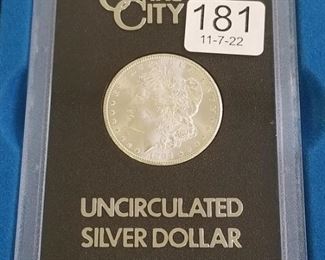 CITY
181
11-7-22
UNCIRCULATED
SILVER DOLLAR